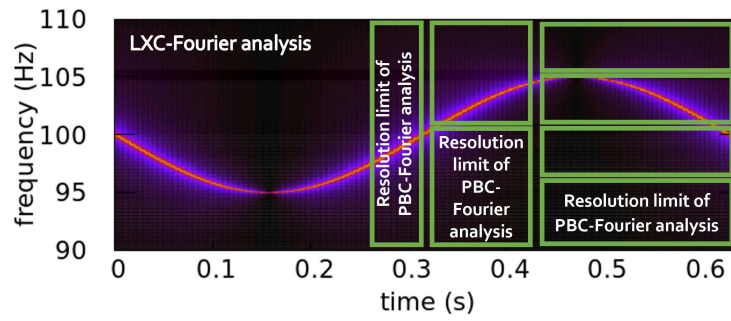 110
105
100
95
90
frequency (Hz)
LXC-Fourier analysis
Resolution limit of
PBC-Fourier analysis
Resolution
limit of
PBC-
Fourier
analysis
Resolution limit of
PBC-Fourier analysis
0
0.1
0.2
0.3
0.4
0.5
0.6
time (s)